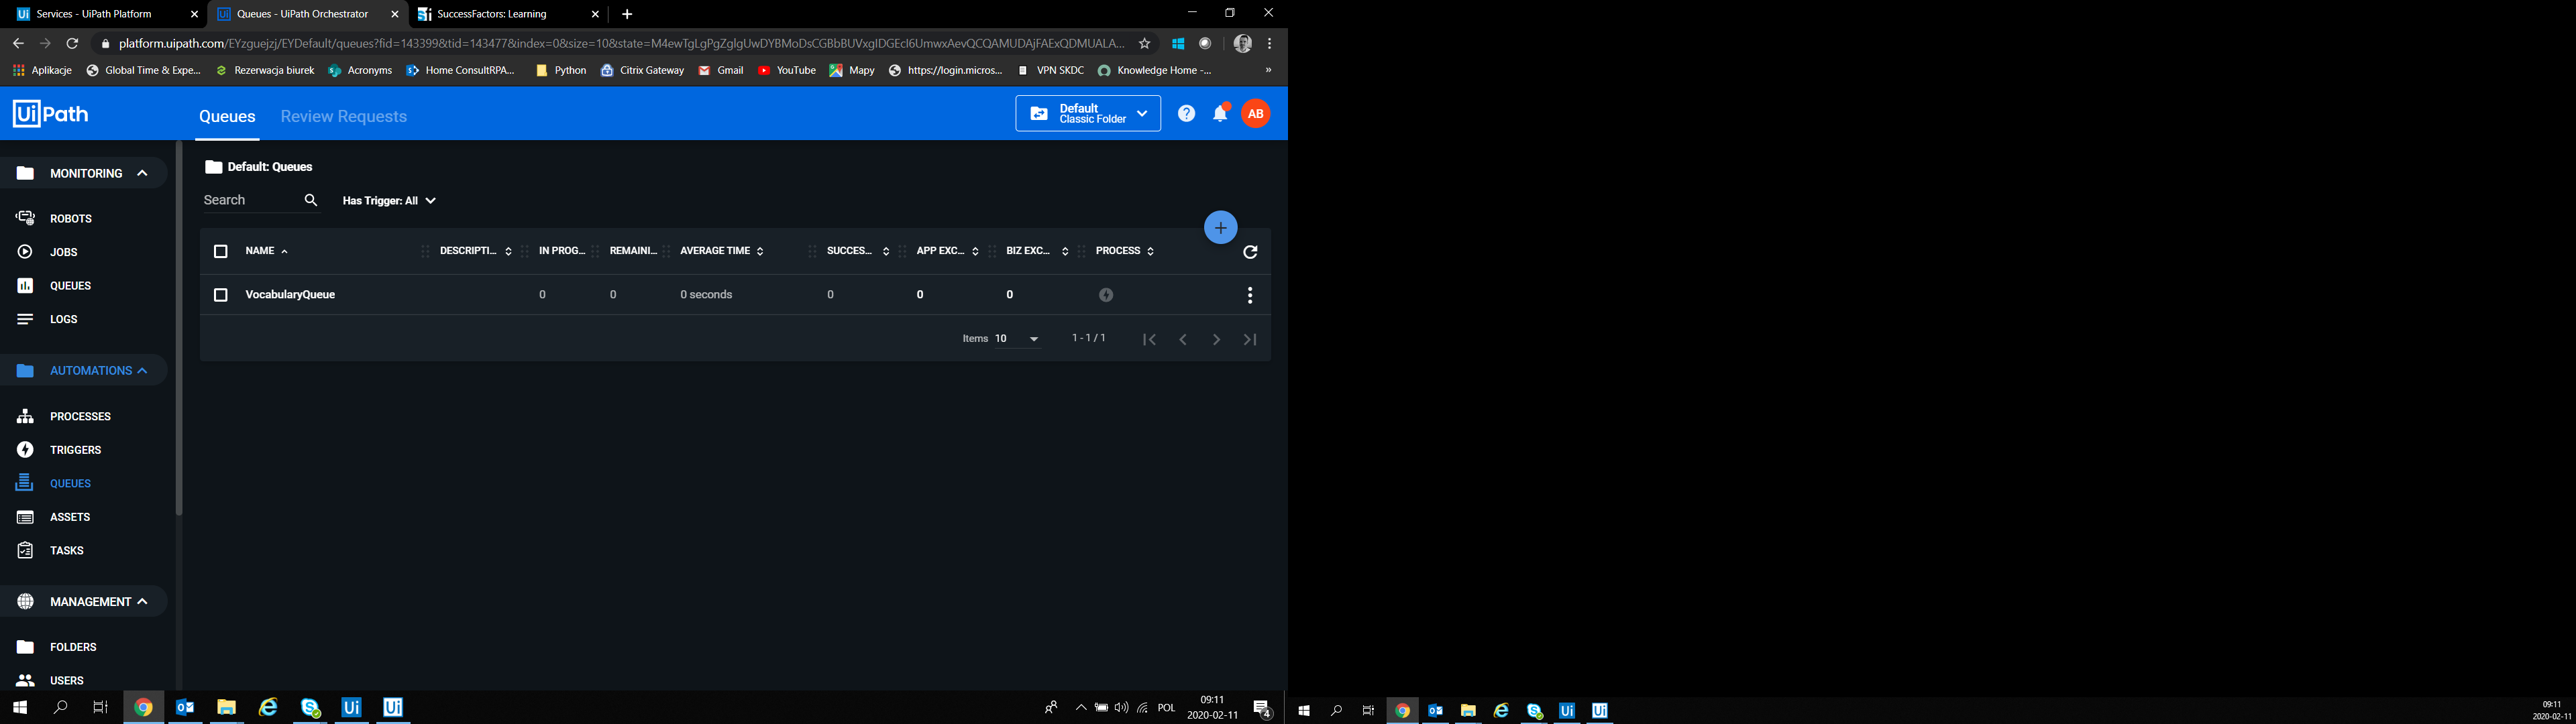 Services - UiPath Platform
Queues - UiPath Orchestrator
SuccessFactors: Learning
platform.uipath.com/EYzguejzj/EYDefault/queues?fid=143399&tid=143477&index=0&size=10&state=M4ewTgLgPgZglgUwDYBMoDsCGBbBUVxgIDGEcI6UmwxAevQCQAMUDAjFAExQDMUALA...
Aplikacje
Global Time & Expe...
Rezerwacja biurek
Acronyms
Home ConsultRPA...
Python
Citrix Gateway
Gmail
YouTube
Mapy
https://login.micros...
VPN SKDC
Knowledge Home -...
»
UiPath
Queues
Review Requests
Default
Classic Folder
AB
MONITORING
ROBOTS
JOBS
QUEUES
LOGS
AUTOMATIONS
PROCESSES
TRIGGERS
QUEUES
ASSETS
TASKS
MANAGEMENT
FOLDERS
USERS
Default: Queues
Search
Has Trigger: All
NAME DESCRIPTI... IN PROG... REMAINI... AVERAGE TIME SUCCESS... APP EXC... BIZ EXC... PROCESS
VocabularyQueue 0 0 0 seconds 0 0 0
Items 10 1 - 1 / 1
POL
09:11
2020-02-11
4
09:11
2020-02-11